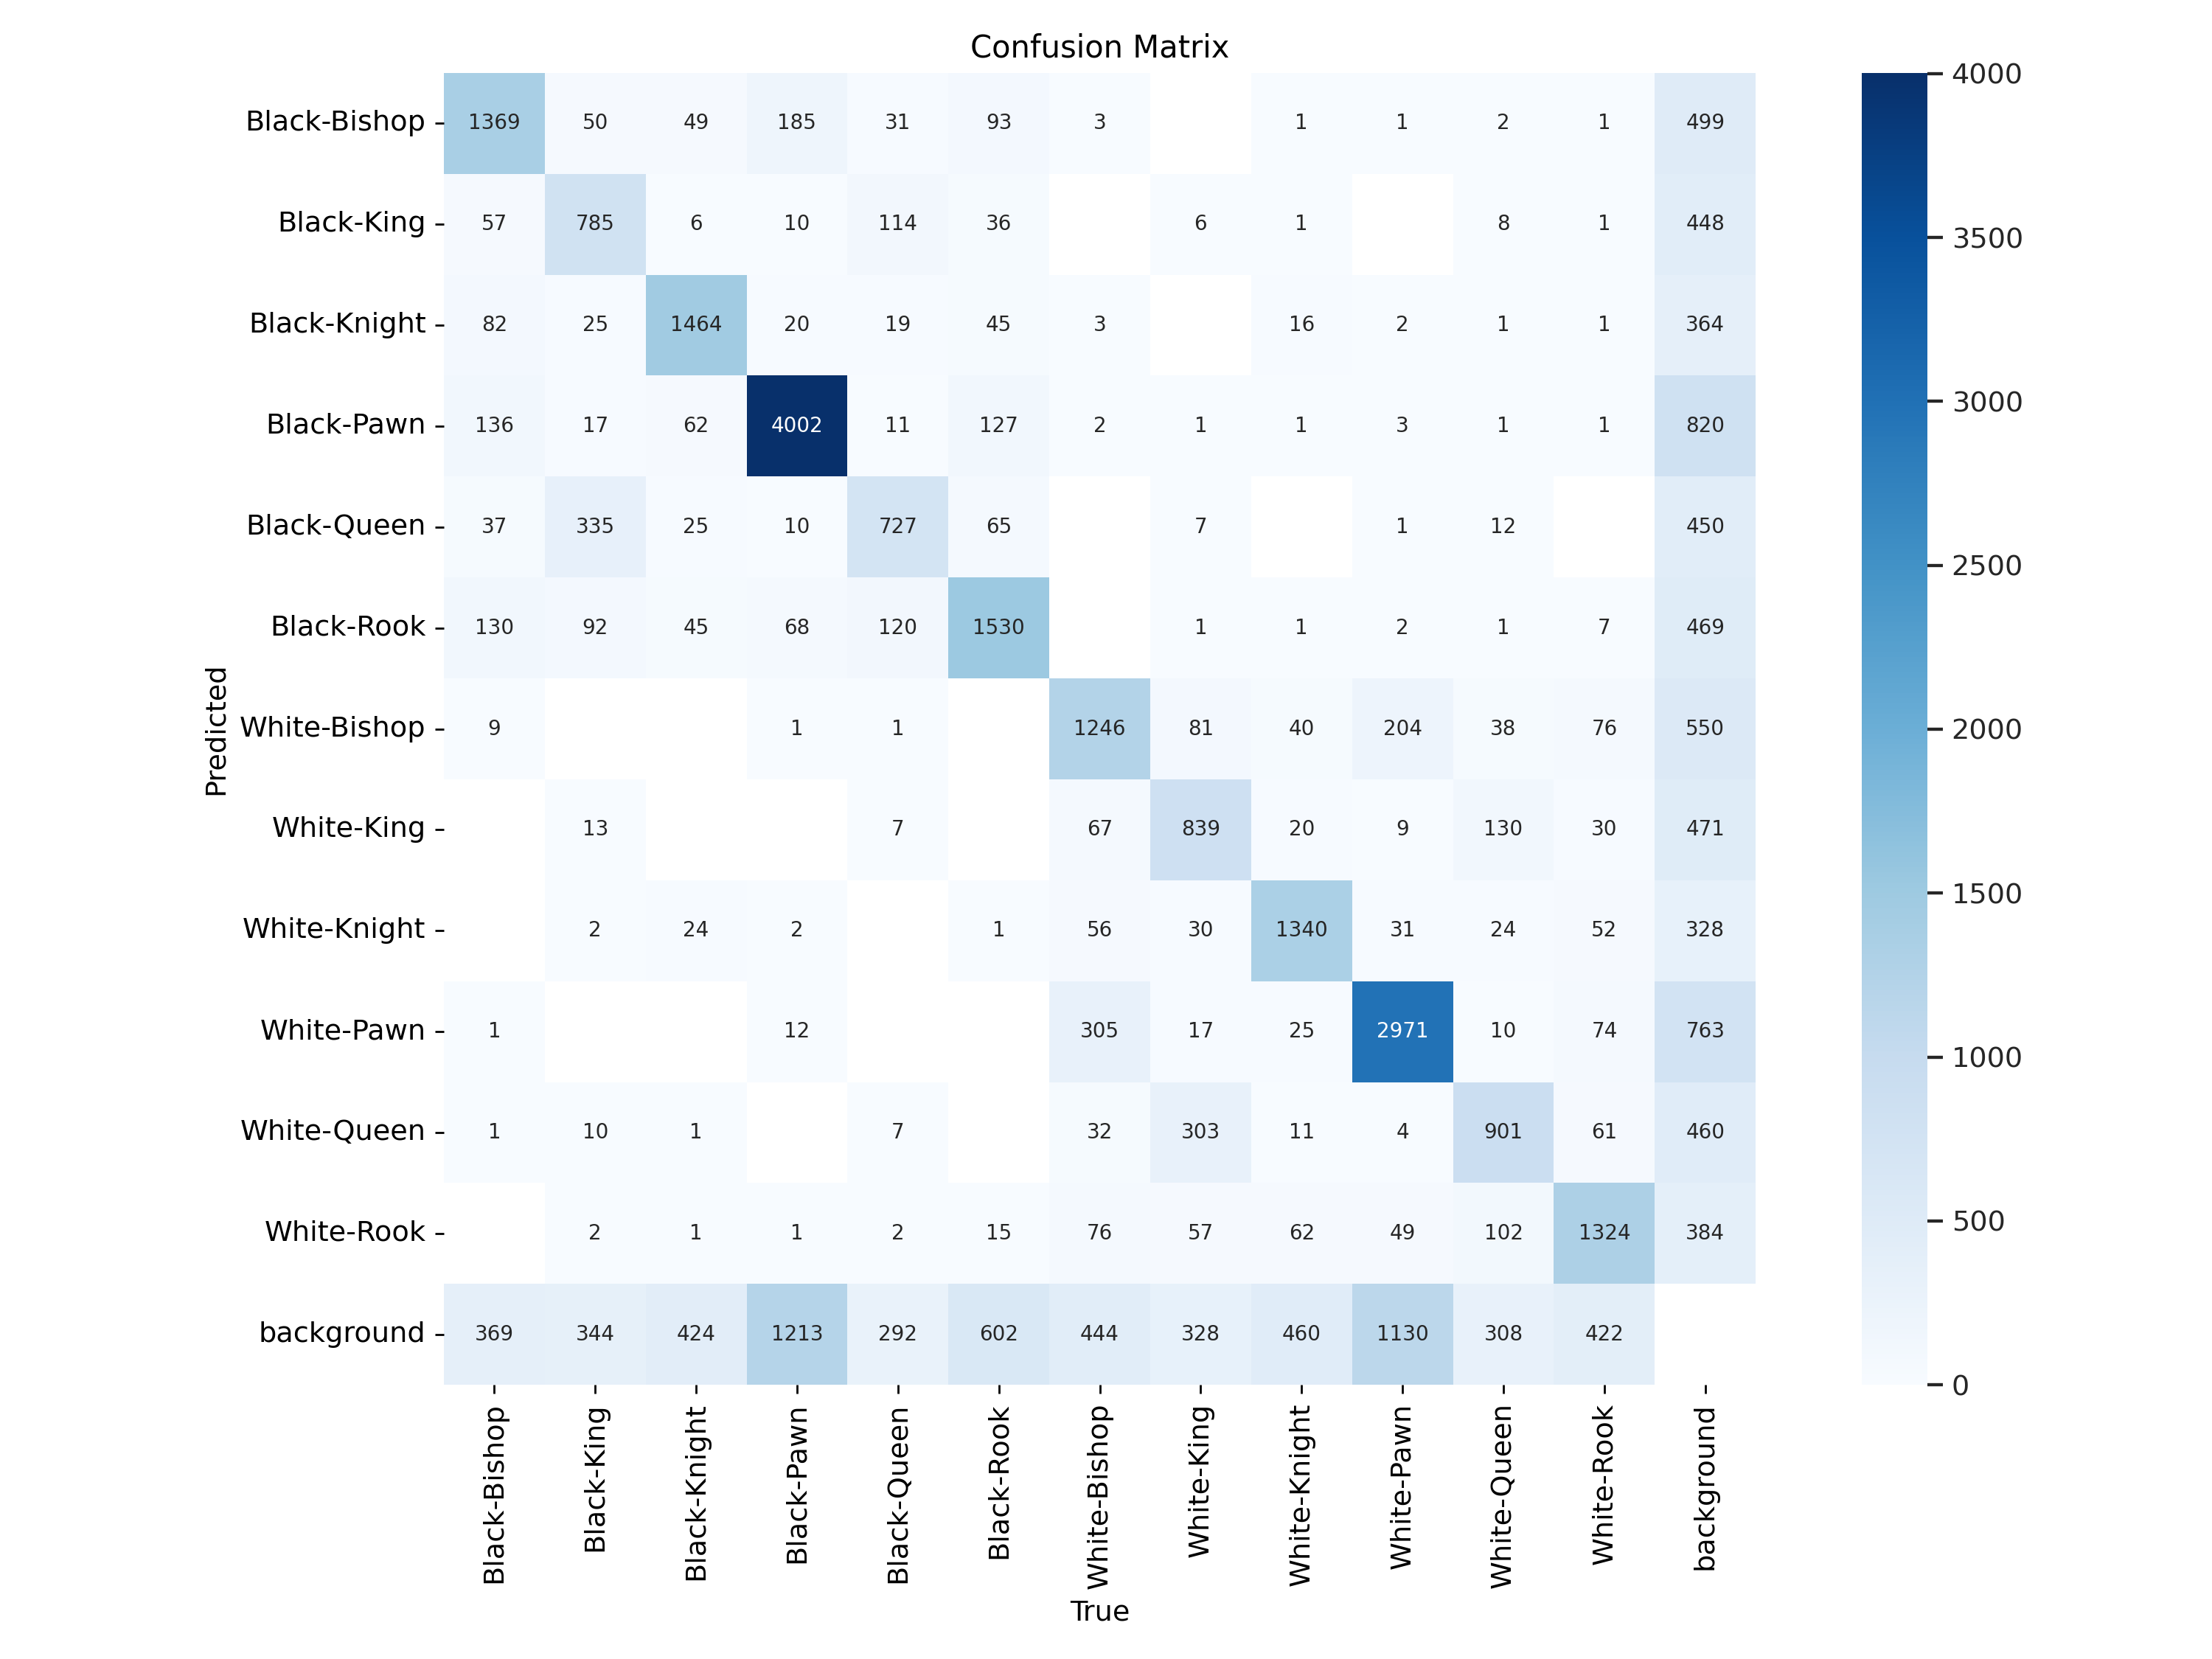 Confusion Matrix
Black-Bishop 1369 50 49 185 31 93 3 1 1 2 1 499
Black-King 57 785 6 10 114 36 6 1 8 1 448
Black-Knight 82 25 1464 20 19 45 3 16 2 1 1 364
Black-Pawn 136 17 62 4002 11 127 2 1 1 3 1 1 820
Black-Queen 37 335 25 10 727 65 7 1 12 450
Black-Rook 130 92 45 68 120 1530 1 1 2 1 7 469
White-Bishop 9 1 1 1246 81 40 204 38 76 550
White-King 13 7 67 839 20 9 130 30 471
White-Knight 2 24 2 1 56 30 1340 31 24 52 328
White-Pawn 1 12 305 17 25 2971 10 74 763
White-Queen 1 10 1 7 32 303 11 4 901 61 460
White-Rook 2 1 1 2 15 76 57 62 49 102 1324 384
background 369 344 424 1213 292 602 444 328 460 1130 308 422
Black-Bishop Black-King Black-Knight Black-Pawn Black-Queen Black-Rook White-Bishop White-King White-Knight White-Pawn White-Queen White-Rook background
True
Predicted
4000
3500
3000
2500
2000
1500
1000
500
0